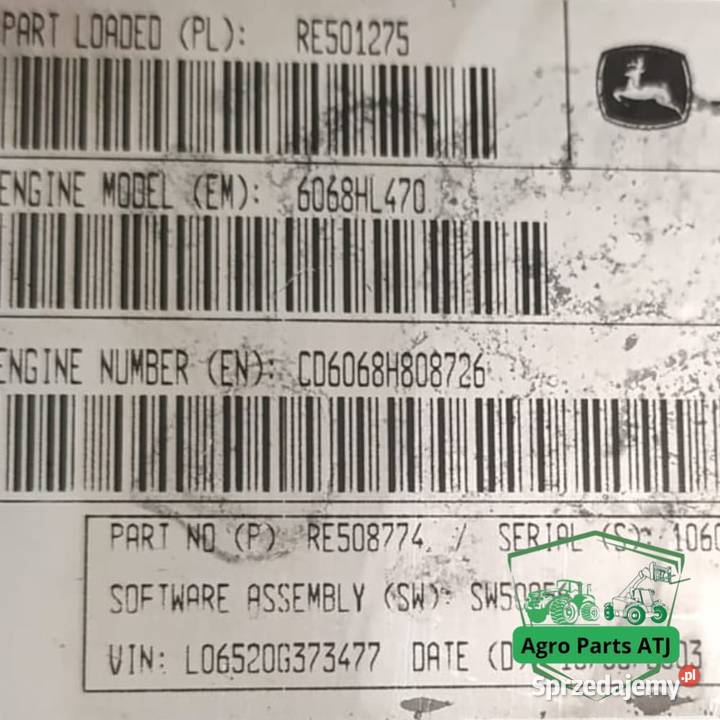 PART LOADED (PL): RE501275
ENGINE MODEL (EM): 6068HL470
ENGINE NUMBER (EN): CD6068H808726
PART NO (P) RE508774 / SERIAL (S): 1060
SOFTWARE ASSEMBLY (SW):
VIN: L06520G373477 DATE
Agro Parts ATJ
Sprzedajemy.pl